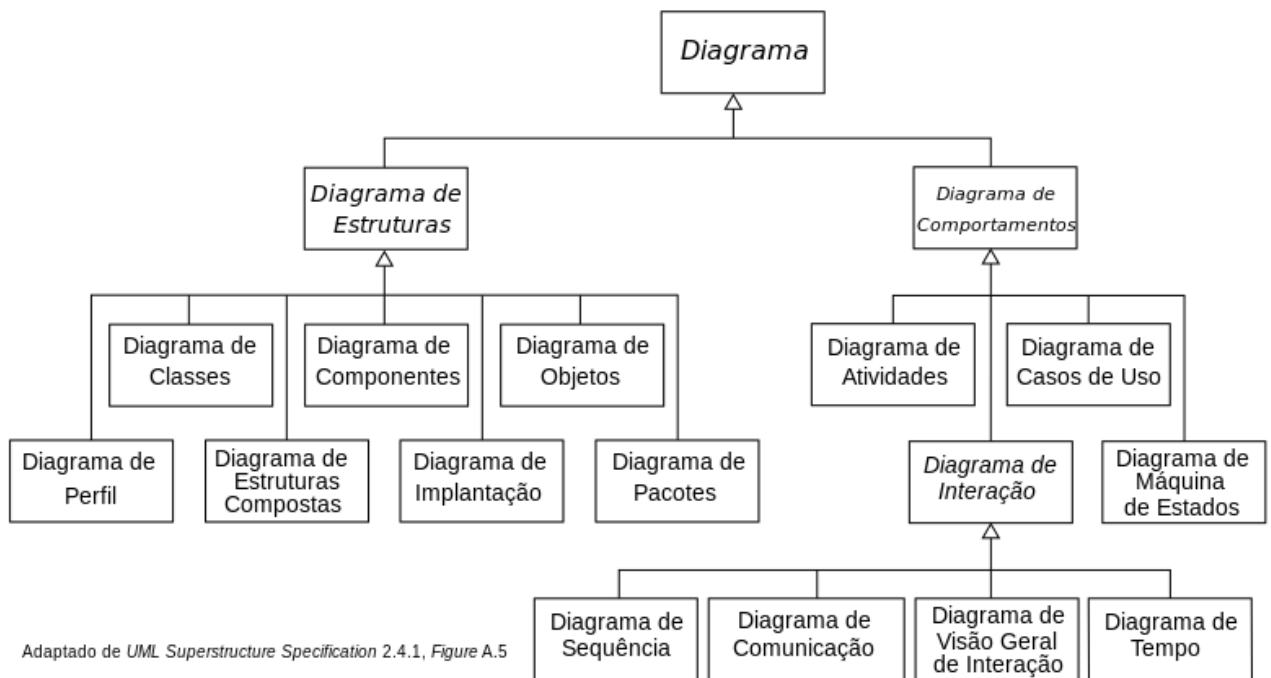 Diagrama
Diagrama de
Estruturas
Diagrama de
Comportamentos
Diagrama de
Classes
Diagrama de
Componentes
Diagrama de
Objetos
Diagrama de
Atividades
Diagrama de
Casos de Uso
Diagrama de
Perfil
Diagrama de
Estruturas
Compostas
Diagrama de
Implantação
Diagrama de
Pacotes
Diagrama de
Interação
Diagrama de
Máquina
de Estados
Diagrama de
Sequência
Diagrama de
Comunicação
Diagrama de
Visão Geral
de Interação
Diagrama de
Tempo
Adaptado de UML Superstructure Specification 2.4.1, Figure A.5